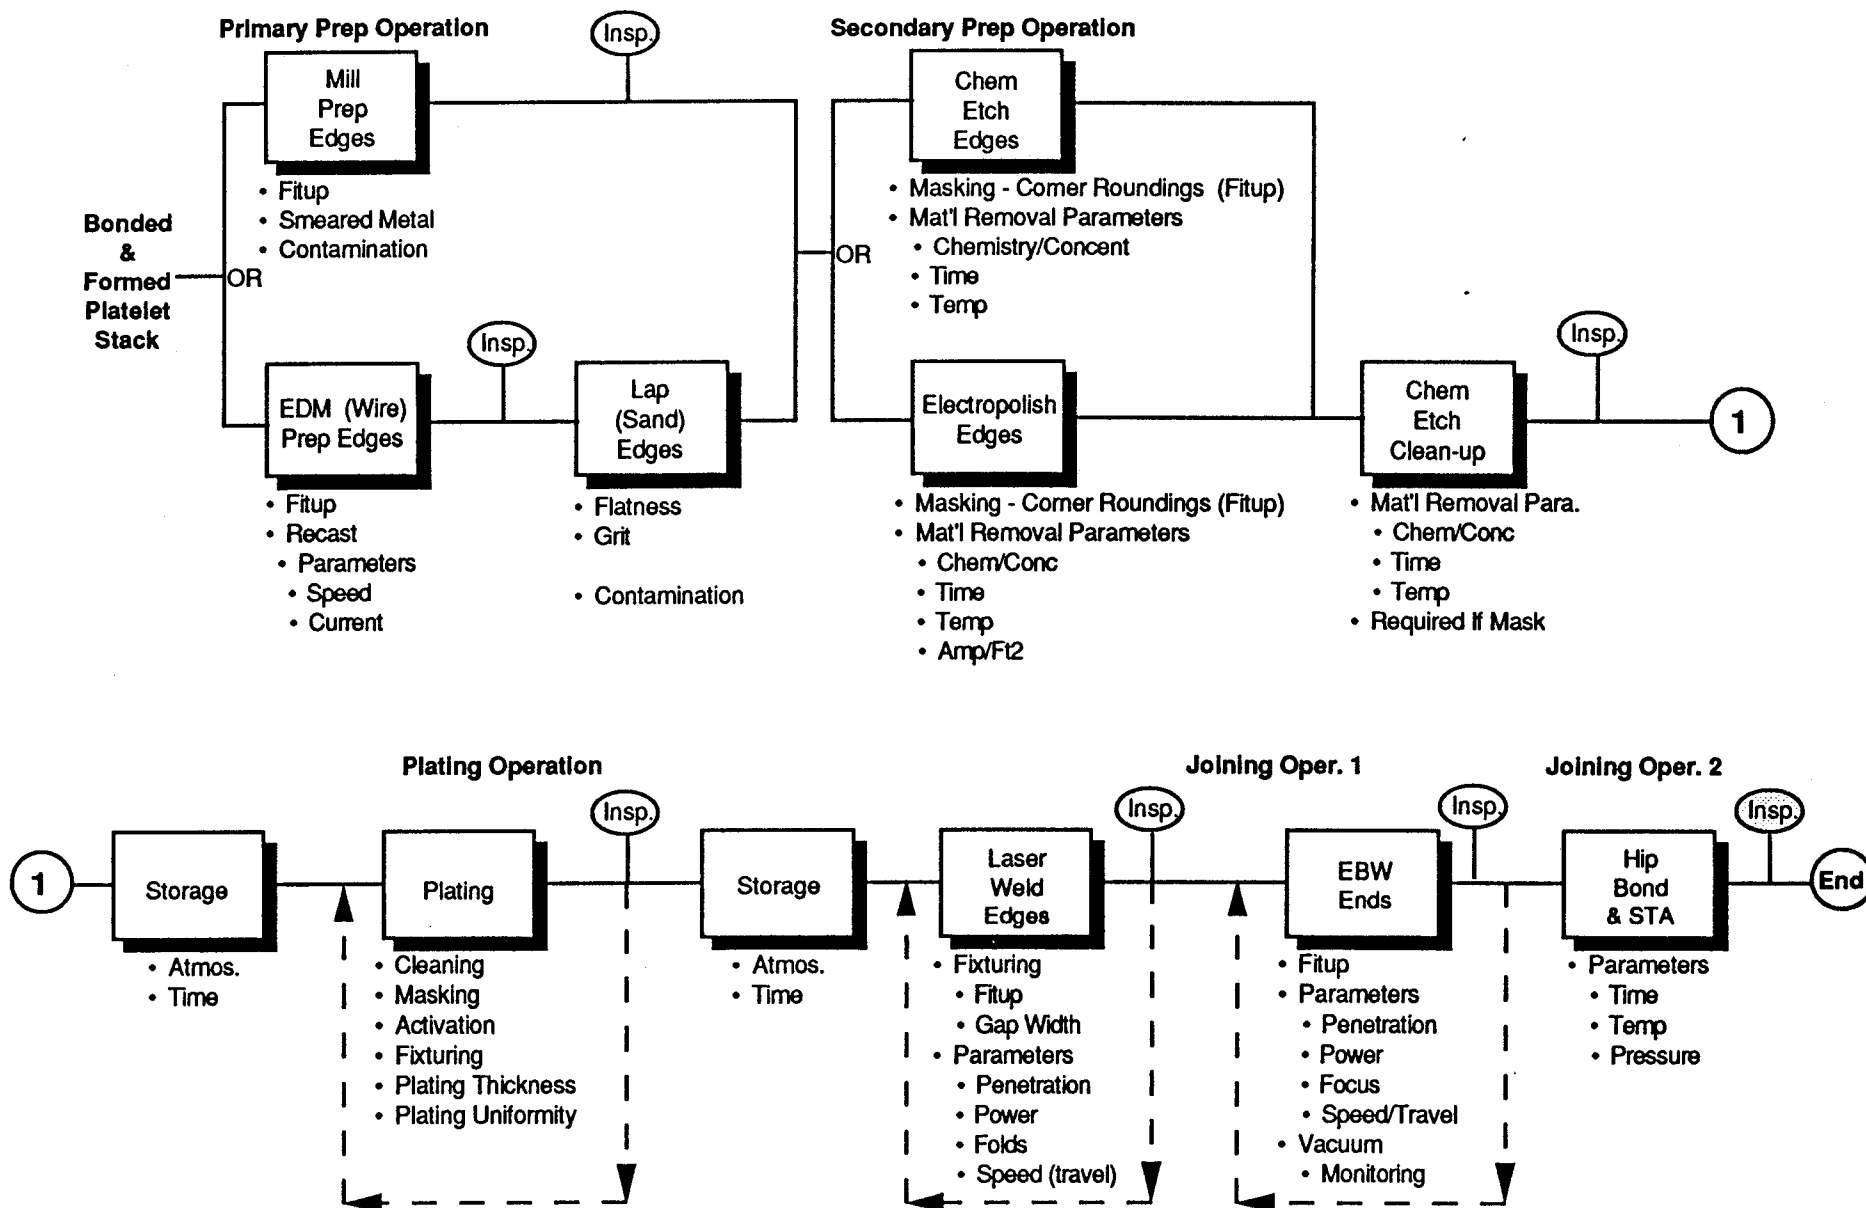 Primary Prep Operation
Insp.
Secondary Prep Operation
Mill
Prep
Edges
• Fitup
• Smeared Metal
• Contamination
Bonded
&
Formed
Platelet
Stack
OR
EDM (Wire)
Prep Edges
• Fitup
• Recast
• Parameters
• Speed
• Current
Insp.
Lap
(Sand)
Edges
• Flatness
• Grit
• Contamination
OR
Chem
Etch
Edges
• Masking - Corner Roundings (Fitup)
• Mat'l Removal Parameters
• Chemistry/Concent
• Time
• Temp
Electropolish
Edges
• Masking - Corner Roundings (Fitup)
• Mat'l Removal Parameters
• Chem/Conc
• Time
• Temp
• Amp/Ft2
Chem
Etch
Clean-up
• Mat'l Removal Para.
• Chem/Conc
• Time
• Temp
• Required If Mask
Insp.
1
Plating Operation
Joining Oper. 1
Joining Oper. 2
1
Storage
• Atmos.
• Time
Plating
• Cleaning
• Masking
• Activation
• Fixturing
• Plating Thickness
• Plating Uniformity
Insp.
Storage
• Atmos.
• Time
Laser
Weld
Edges
• Fixturing
• Fitup
• Gap Width
• Parameters
• Penetration
• Power
• Folds
• Speed (travel)
Insp.
EBW
Ends
• Fitup
• Parameters
• Penetration
• Power
• Focus
• Speed/Travel
• Vacuum
• Monitoring
Insp.
Hip
Bond
& STA
• Parameters
• Time
• Temp
• Pressure
Insp.
End